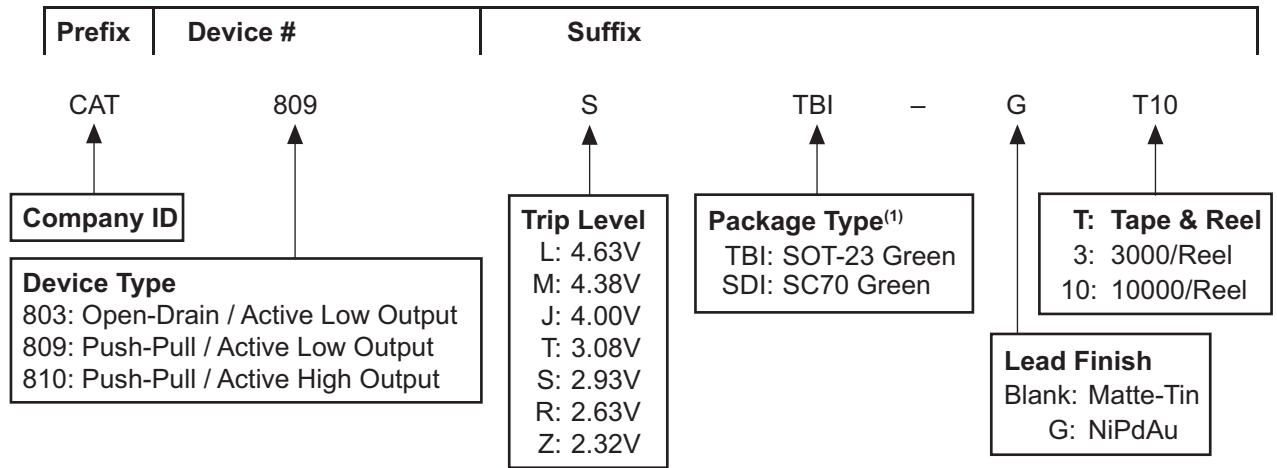 Prefix Device # Suffix
CAT 809 S TBI – G T10
Company ID
Device Type
803: Open-Drain / Active Low Output
809: Push-Pull / Active Low Output
810: Push-Pull / Active High Output
Trip Level
L: 4.63V
M: 4.38V
J: 4.00V
T: 3.08V
S: 2.93V
R: 2.63V
Z: 2.32V
Package Type(1)
TBI: SOT-23 Green
SDI: SC70 Green
T: Tape & Reel
3: 3000/Reel
10: 10000/Reel
Lead Finish
Blank: Matte-Tin
G: NiPdAu